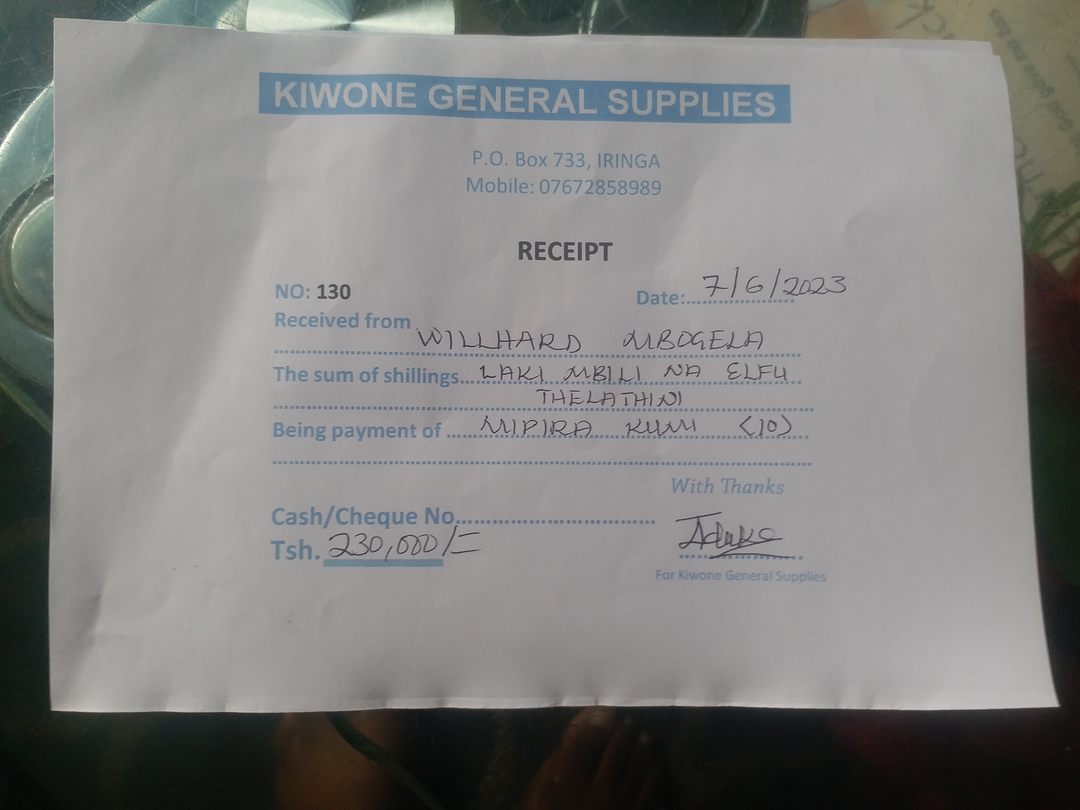 KIWONE GENERAL SUPPLIES
P.O. Box 733, IRINGA
Mobile: 07672858989
RECEIPT
NO: 130
Date:....7/6/2023
Received from WILLHARD MBOGELA
The sum of shillings... LAKI MBILI NA ELFU
THELATHINI
Being payment of .... MIPIRA KUMI (10)
With Thanks
Cash/Cheque No....
Tsh. 230,000/=
For Kiwone General Supplies